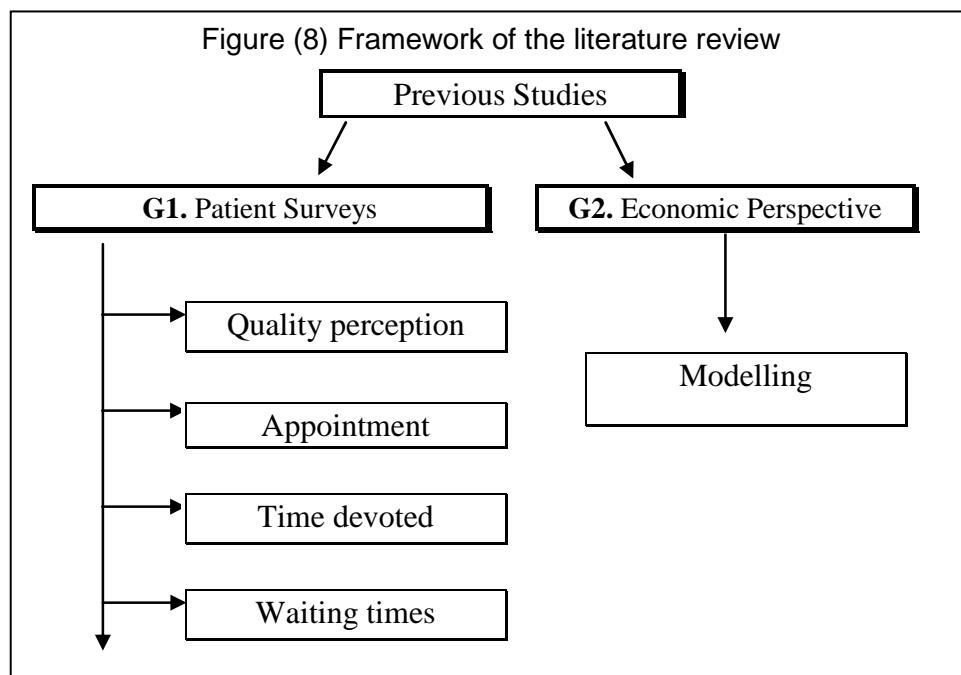 Figure (8) Framework of the literature review
Previous Studies
G1. Patient Surveys
G2. Economic Perspective
Quality perception
Modelling
Appointment
Time devoted
Waiting times